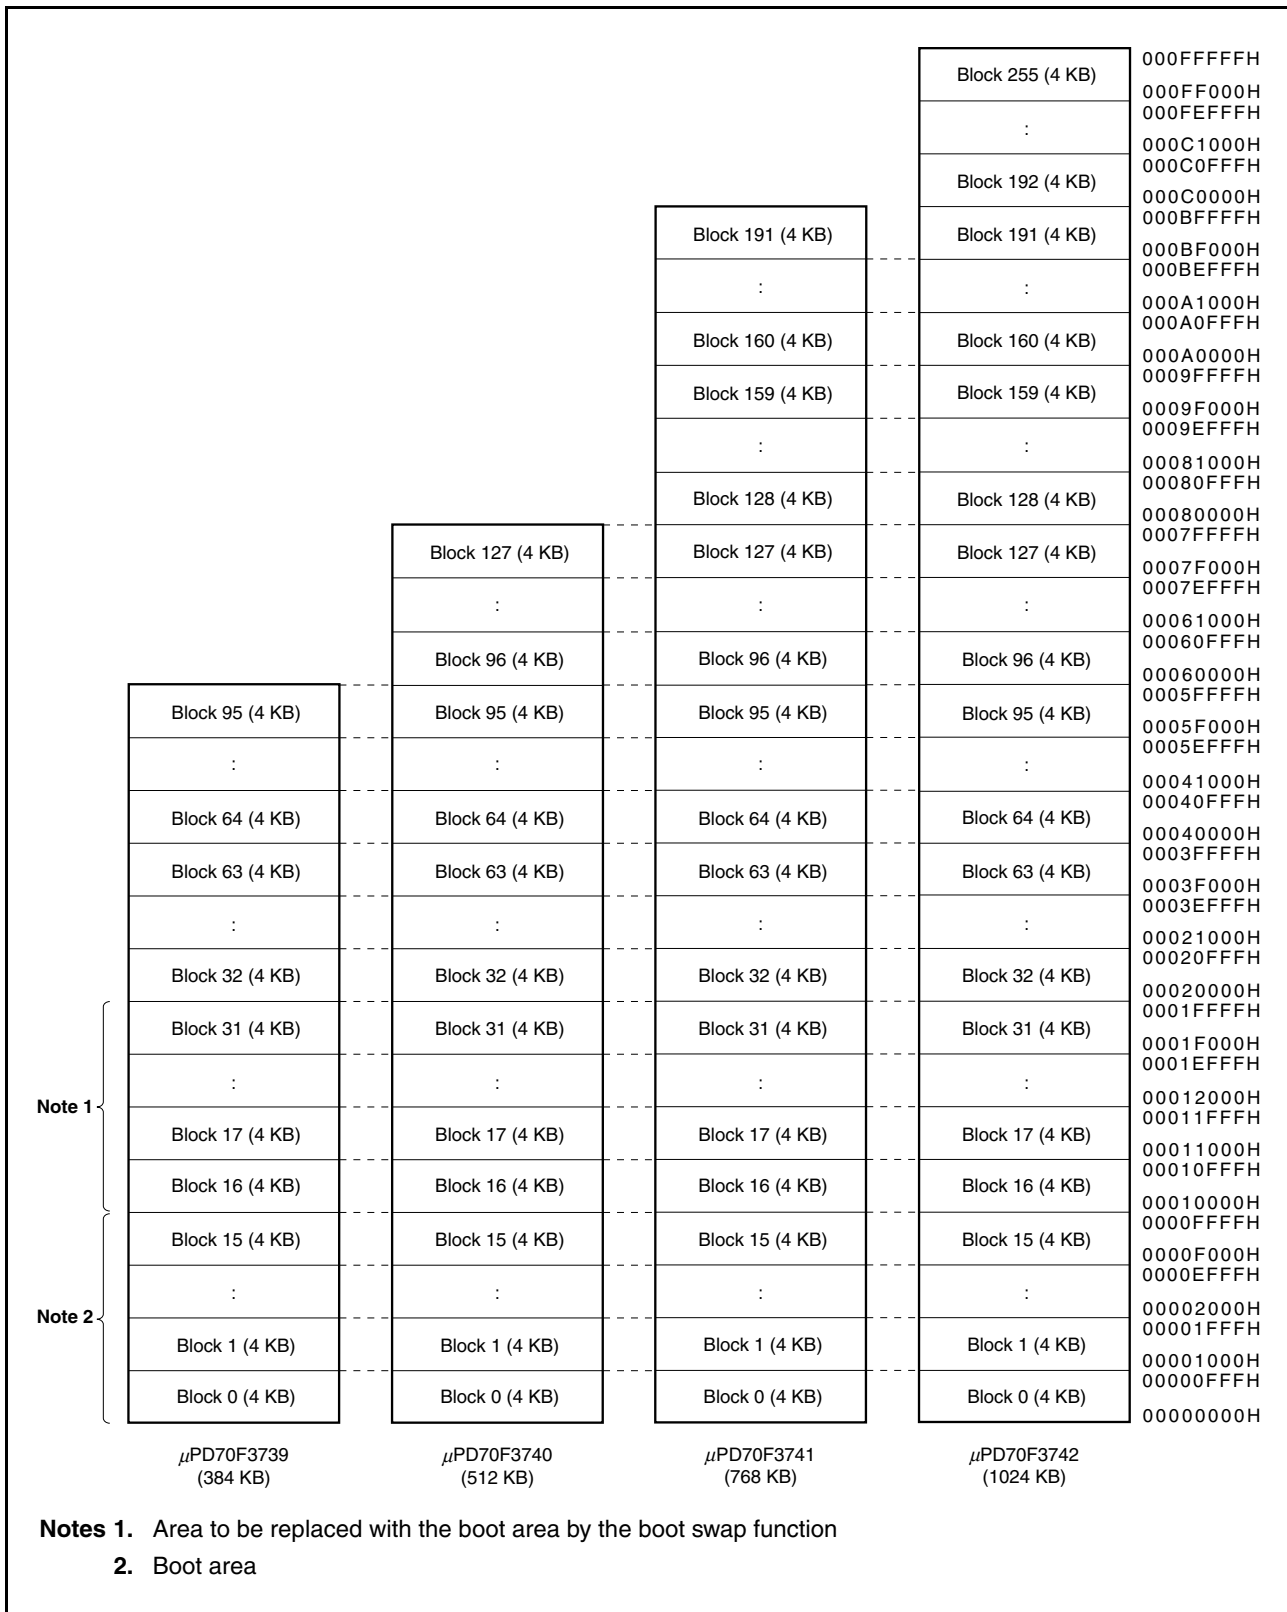 000FFFFFH
Block 255 (4 KB)
000FF000H
000FEFFFH
:
000C1000H
000C0FFFH
Block 192 (4 KB)
000C0000H
000BFFFFH
Block 191 (4 KB) Block 191 (4 KB)
000BF000H
000BEFFFH
: :
000A1000H
000A0FFFH
Block 160 (4 KB) Block 160 (4 KB)
000A0000H
0009FFFFH
Block 159 (4 KB) Block 159 (4 KB)
0009F000H
0009EFFFH
: :
00081000H
00080FFFH
Block 128 (4 KB) Block 128 (4 KB)
00080000H
0007FFFFH
Block 127 (4 KB) Block 127 (4 KB) Block 127 (4 KB)
0007F000H
0007EFFFH
: : :
00061000H
00060FFFH
Block 96 (4 KB) Block 96 (4 KB) Block 96 (4 KB)
00060000H
0005FFFFH
Block 95 (4 KB) Block 95 (4 KB) Block 95 (4 KB) Block 95 (4 KB)
0005F000H
0005EFFFH
: : : :
00041000H
00040FFFH
Block 64 (4 KB) Block 64 (4 KB) Block 64 (4 KB) Block 64 (4 KB)
00040000H
0003FFFFH
Block 63 (4 KB) Block 63 (4 KB) Block 63 (4 KB) Block 63 (4 KB)
0003F000H
0003EFFFH
: : : :
00021000H
00020FFFH
Block 32 (4 KB) Block 32 (4 KB) Block 32 (4 KB) Block 32 (4 KB)
00020000H
0001FFFFH
Block 31 (4 KB) Block 31 (4 KB) Block 31 (4 KB) Block 31 (4 KB)
0001F000H
0001EFFFH
: : : :
00012000H
Note 1
00011FFFH
Block 17 (4 KB) Block 17 (4 KB) Block 17 (4 KB) Block 17 (4 KB)
00011000H
00010FFFH
Block 16 (4 KB) Block 16 (4 KB) Block 16 (4 KB) Block 16 (4 KB)
00010000H
0000FFFFH
Block 15 (4 KB) Block 15 (4 KB) Block 15 (4 KB) Block 15 (4 KB)
0000F000H
0000EFFFH
: : : :
00002000H
Note 2
00001FFFH
Block 1 (4 KB) Block 1 (4 KB) Block 1 (4 KB) Block 1 (4 KB)
00001000H
00000FFFH
Block 0 (4 KB) Block 0 (4 KB) Block 0 (4 KB) Block 0 (4 KB)
00000000H
μPD70F3739 μPD70F3740 μPD70F3741 μPD70F3742
(384 KB) (512 KB) (768 KB) (1024 KB)
Notes 1. Area to be replaced with the boot area by the boot swap function
2. Boot area